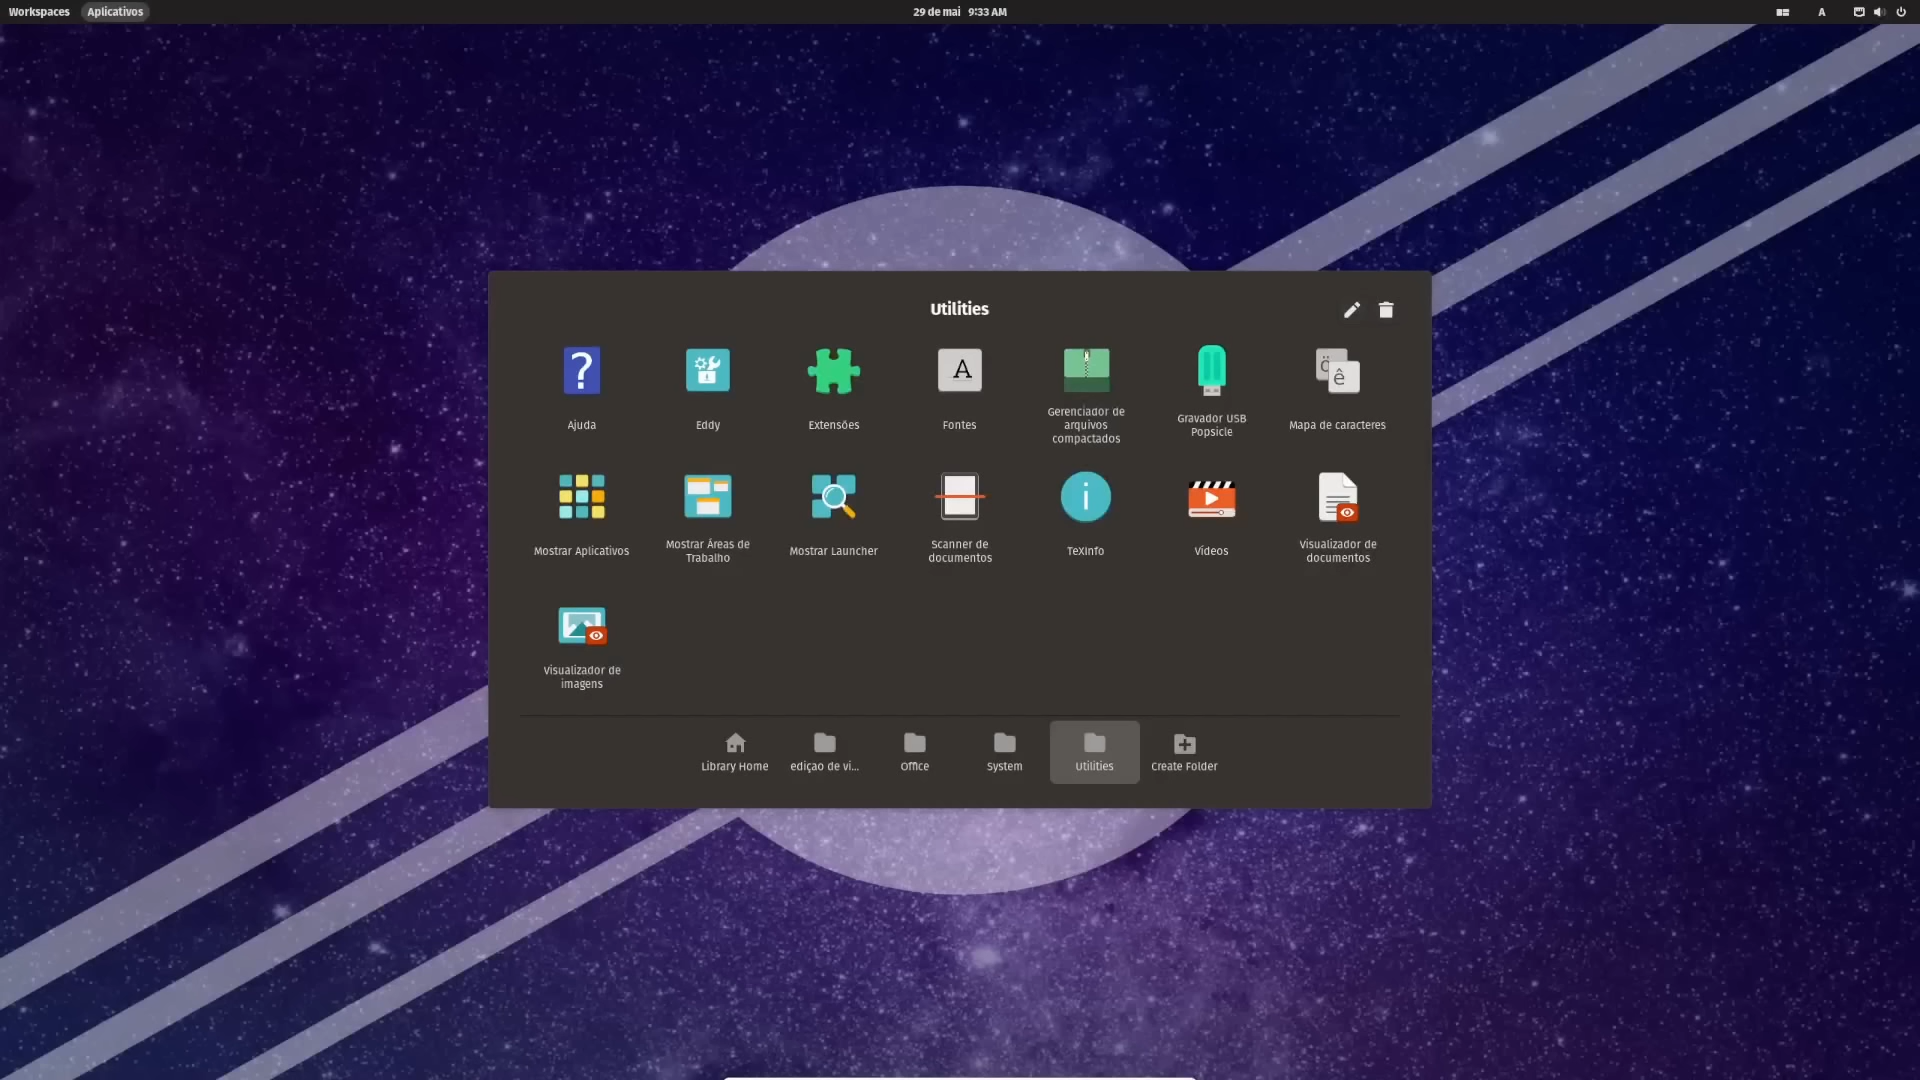 Workspaces Aplicativos 29 de mai 9:33 AM A
Utilities
Ajuda
Eddy
Extensões
Fontes
Gerenciador de
arquivos
compactados
Gravador USB
Popsicle
Mapa de caracteres
Mostrar Aplicativos
Mostrar Áreas de
Trabalho
Mostrar Launcher
Scanner de
documentos
TeXInfo
Vídeos
Visualizador de
documentos
Visualizador de
imagens
Library Home
ediçao de vi...
Office
System
Utilities
Create Folder